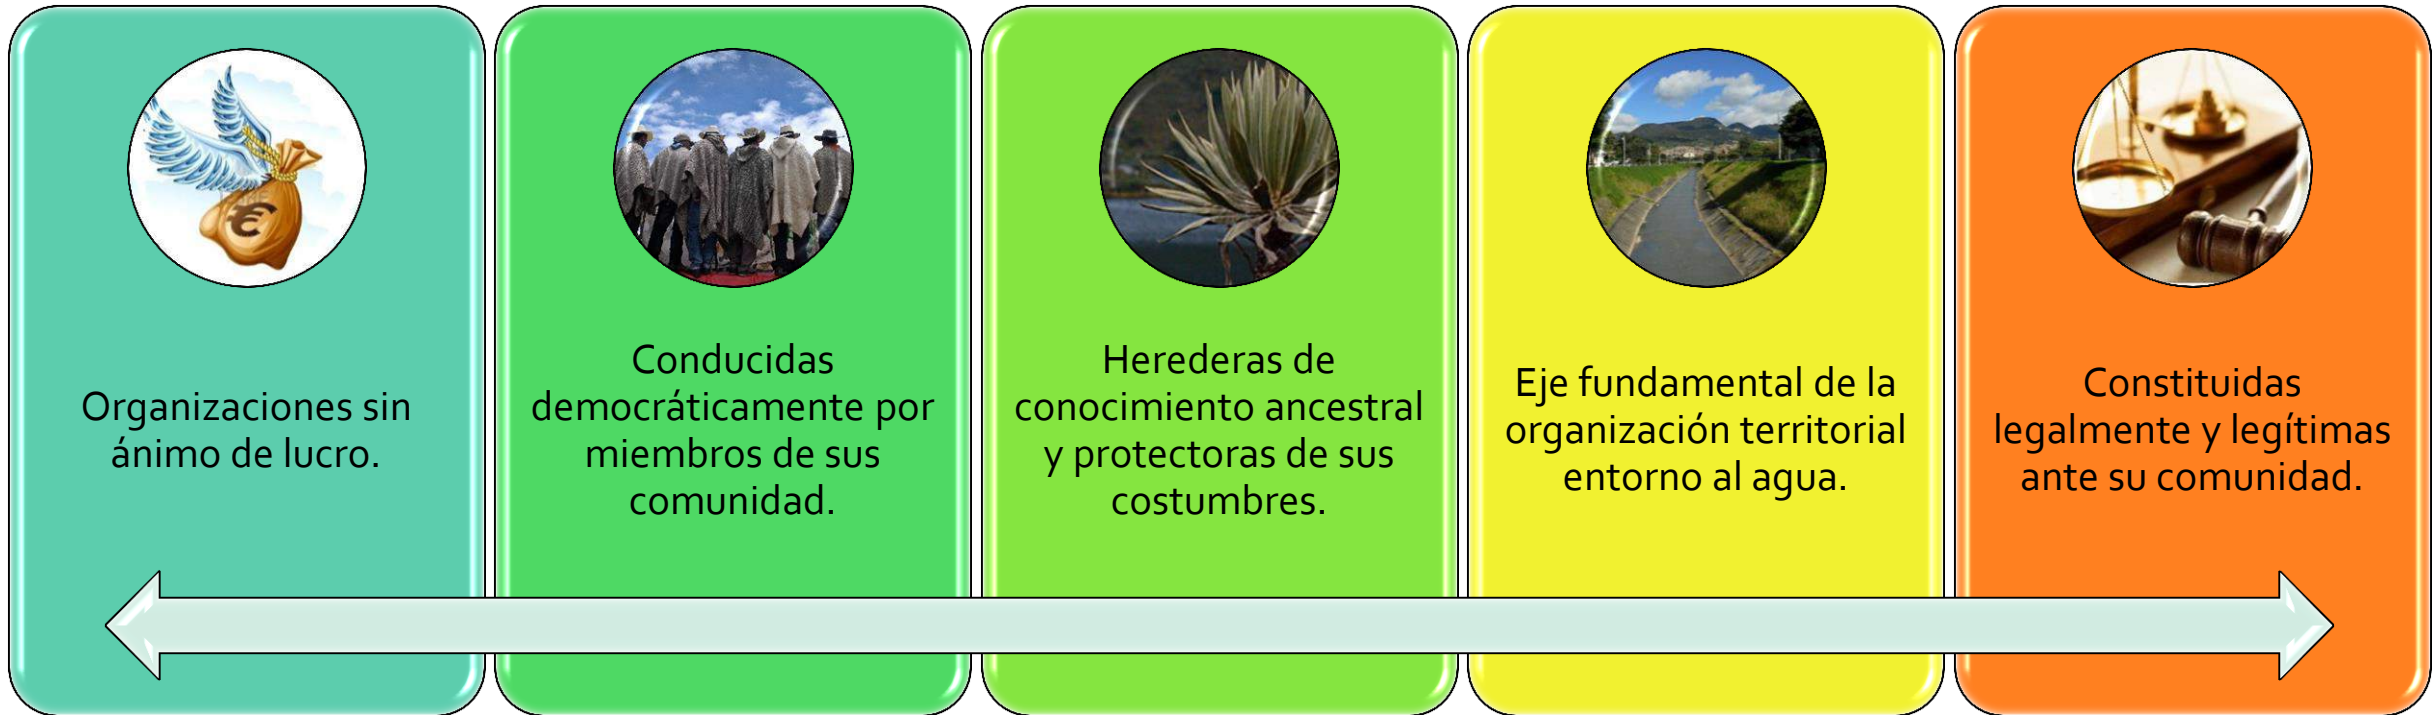 Organizaciones sin
ánimo de lucro.
Conducidas
democráticamente por
miembros de sus
comunidad.
Herederas de
conocimiento ancestral
y protectoras de sus
costumbres.
Eje fundamental de la
organización territorial
entorno al agua.
Constituidas
legalmente y legítimas
ante su comunidad.